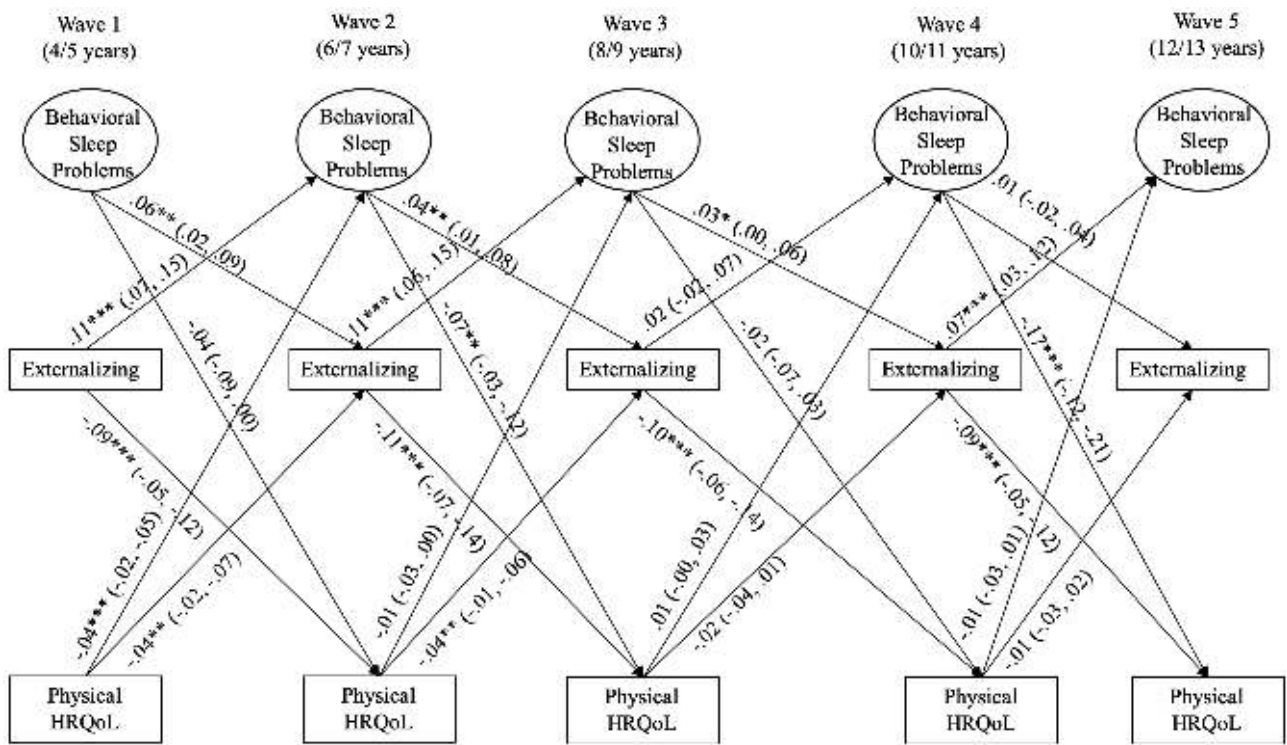 Wave 1
(4/5 years)
Wave 2
(6/7 years)
Wave 3
(8/9 years)
Wave 4
(10/11 years)
Wave 5
(12/13 years)
Behavioral
Sleep
Problems
Behavioral
Sleep
Problems
Behavioral
Sleep
Problems
Behavioral
Sleep
Problems
Behavioral
Sleep
Problems
.06** (.02, .09)
.04** (.01, .08)
.03* (.00, .06)
.01 (-.02, .04)
.11*** (.07, .15)
.11*** (.06, .15)
.02 (-.02, .07)
.07*** (.03, .12)
-.04 (-.09, .00)
-.07** (-.03, -.12)
-.02 (-.07, .03)
-.17*** (-.12, -.21)
Externalizing
Externalizing
Externalizing
Externalizing
Externalizing
-.09*** (-.05, -.12)
-.11*** (-.07, -.14)
-.10*** (-.06, -.14)
-.09*** (-.05, -.12)
-.04*** (-.02, -.05)
-.01 (-.03, .00)
.01 (-.00, .03)
-.01 (-.03, .01)
-.04** (-.02, -.07)
-.04** (-.01, -.06)
-.02 (-.04, .01)
-.01 (-.03, .02)
Physical
HRQoL
Physical
HRQoL
Physical
HRQoL
Physical
HRQoL
Physical
HRQoL